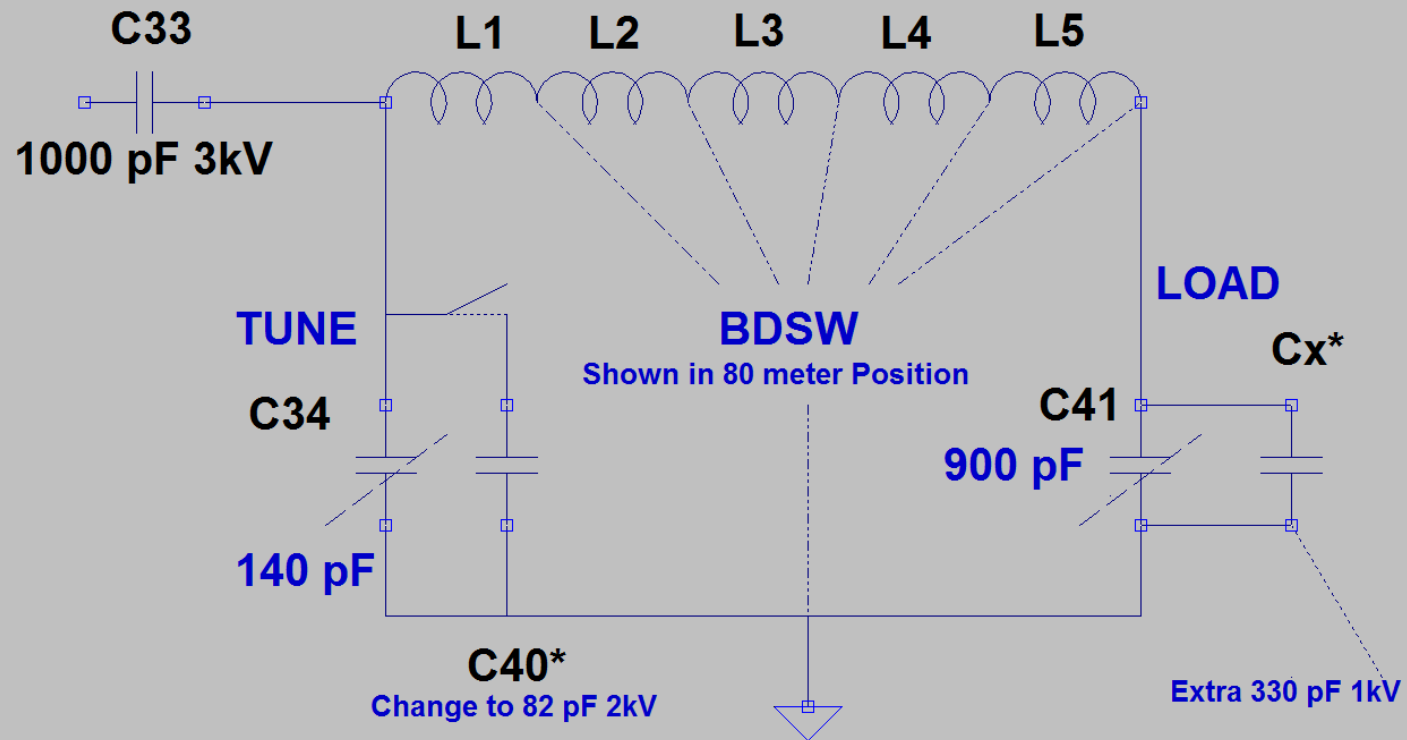 C33
L1
L2
L3
L4
L5
1000 pF 3kV
TUNE
BDSW
Shown in 80 meter Position
LOAD
Cx*
C34
C41
900 pF
140 pF
C40*
Change to 82 pF 2kV
Extra 330 pF 1kV